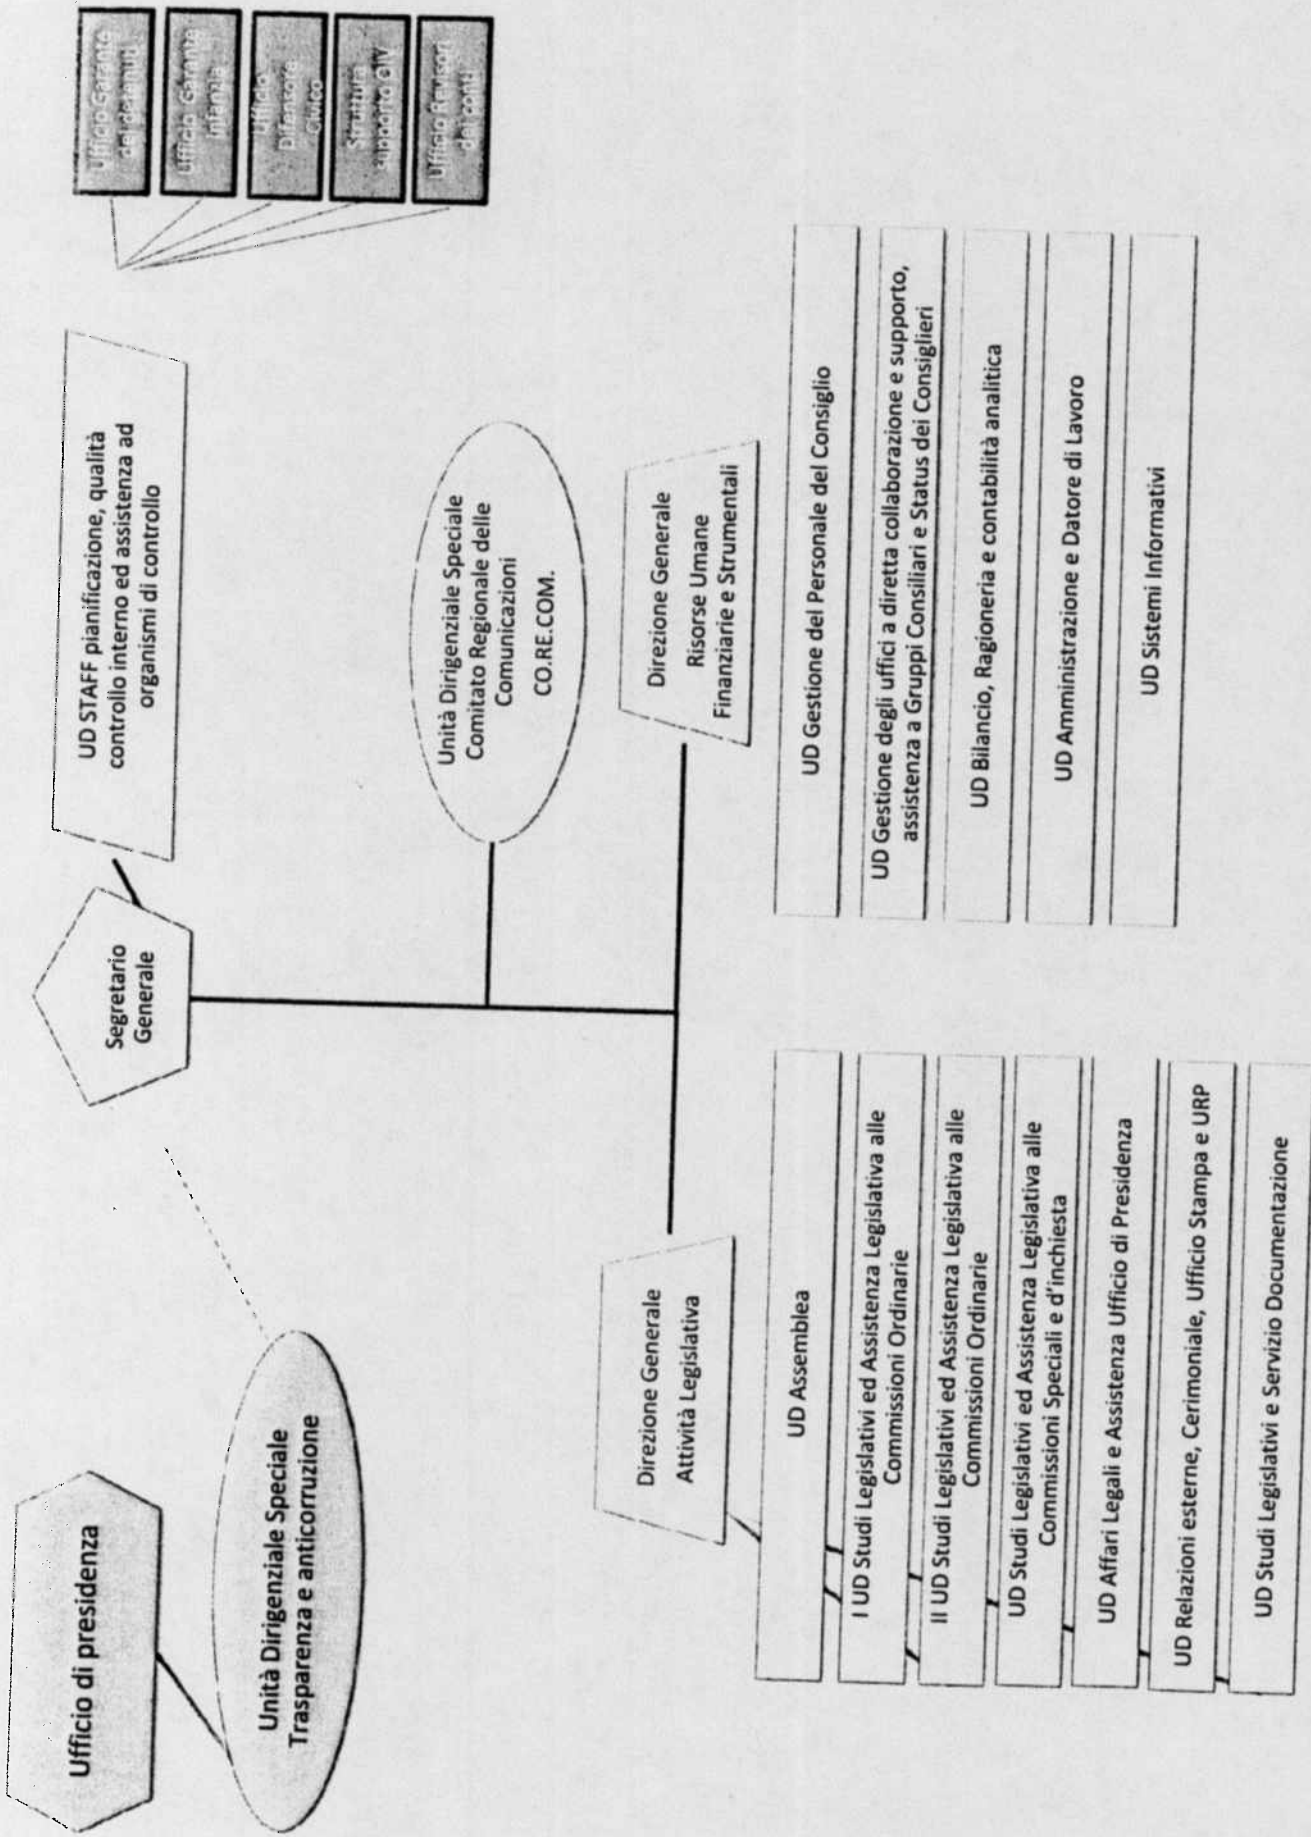 Ufficio di presidenza
Unità Dirigenziale Speciale
Trasparenza e anticorruzione
Segretario
Generale
UD STAFF pianificazione, qualità
controllo interno ed assistenza ad
organismi di controllo
Ufficio Garante
dei detenuti
Ufficio Garante
Infanzia
Ufficio
Difensore
Civico
Struttura
supporto OIV
Ufficio Revisori
dei conti
Unità Dirigenziale Speciale
Comitato Regionale delle
Comunicazioni
CO.RE.COM.
Direzione Generale
Attività Legislativa
Direzione Generale
Risorse Umane
Finanziarie e Strumentali
UD Assemblea
I UD Studi Legislativi ed Assistenza Legislativa alle
Commissioni Ordinarie
II UD Studi Legislativi ed Assistenza Legislativa alle
Commissioni Ordinarie
UD Studi Legislativi ed Assistenza Legislativa alle
Commissioni Speciali e d'inchiesta
UD Affari Legali e Assistenza Ufficio di Presidenza
UD Relazioni esterne, Cerimoniale, Ufficio Stampa e URP
UD Studi Legislativi e Servizio Documentazione
UD Gestione del Personale del Consiglio
UD Gestione degli uffici a diretta collaborazione e supporto,
assistenza a Gruppi Consiliari e Status dei Consiglieri
UD Bilancio, Ragioneria e contabilità analitica
UD Amministrazione e Datore di Lavoro
UD Sistemi Informativi